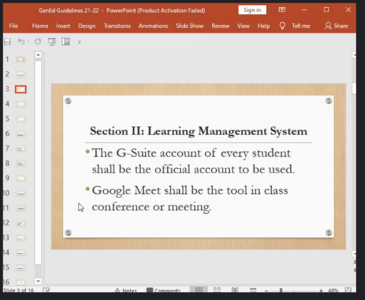 GenEd Guidelines 21-22 - PowerPoint (Product Activation Failed)
Sign in
File Home Insert Design Transitions Animations Slide Show Review View Help Tell me Share
1
2
3
4
5
6
7
8
9
10
11
12
13
14
15
16
Section II: Learning Management System
The G-Suite account of every student
shall be the official account to be used.
Google Meet shall be the tool in class
conference or meeting.
Slide 3 of 18
Notes Comments
48%